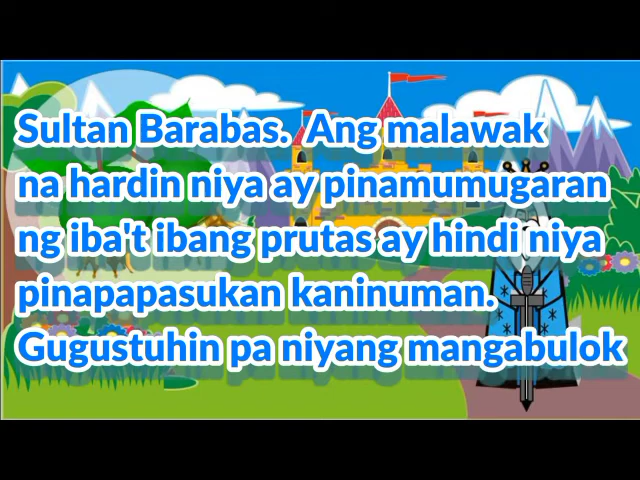 Sultan Barabas.  Ang malawak
na hardin niya ay pinamumugaran
ng iba't ibang prutas ay hindi niya
pinapapasukan kaninuman.
Gugustuhin pa niyang mangabulok